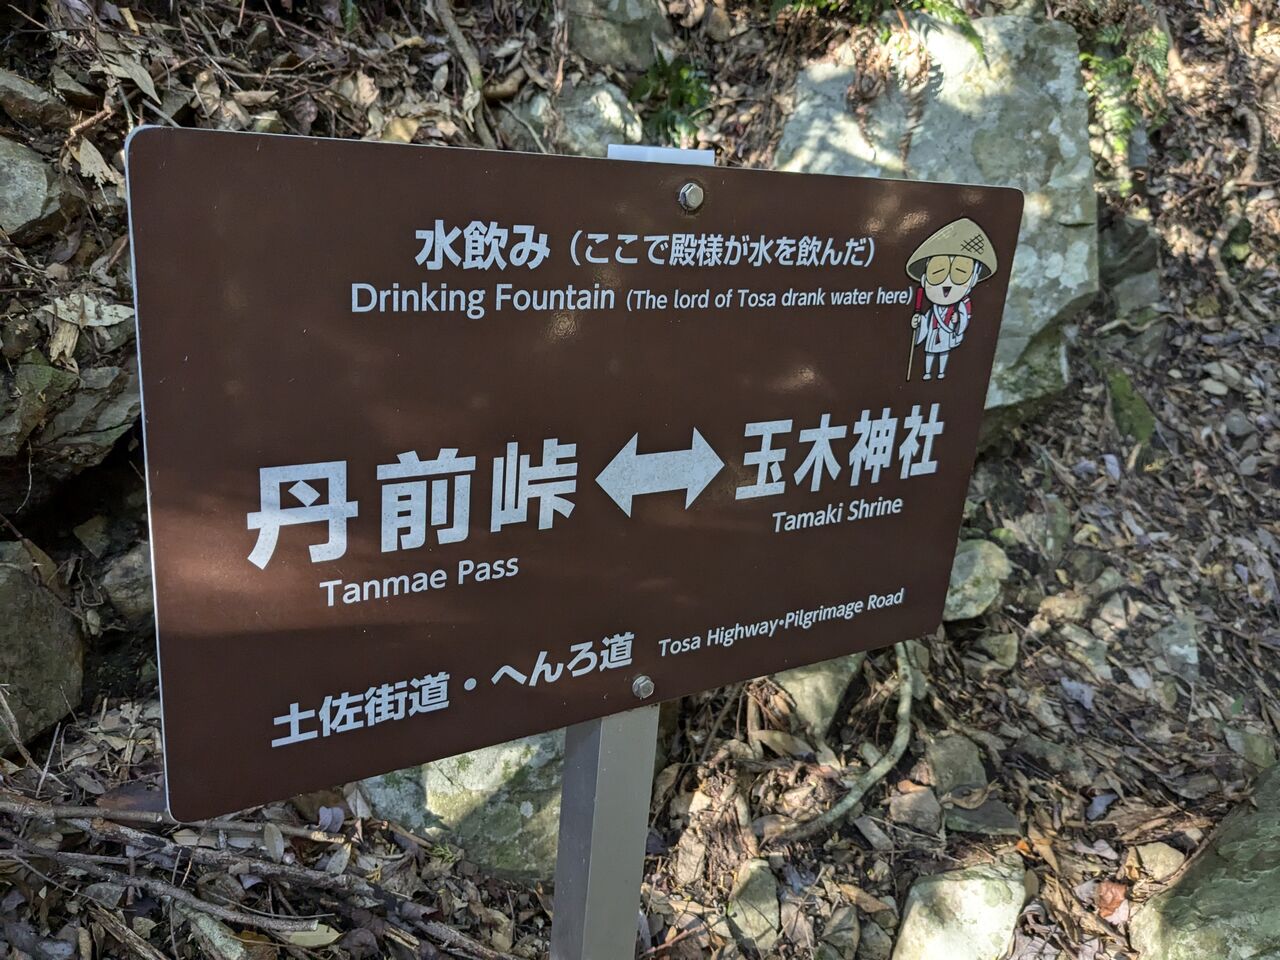 水飲み（ここで殿様が水を飲んだ）
Drinking Fountain (The lord of Tosa drank water here)
丹前峠 ↔ 玉木神社
Tanmae Pass Tamaki Shrine
土佐街道・へんろ道 Tosa Highway•Pilgrimage Road